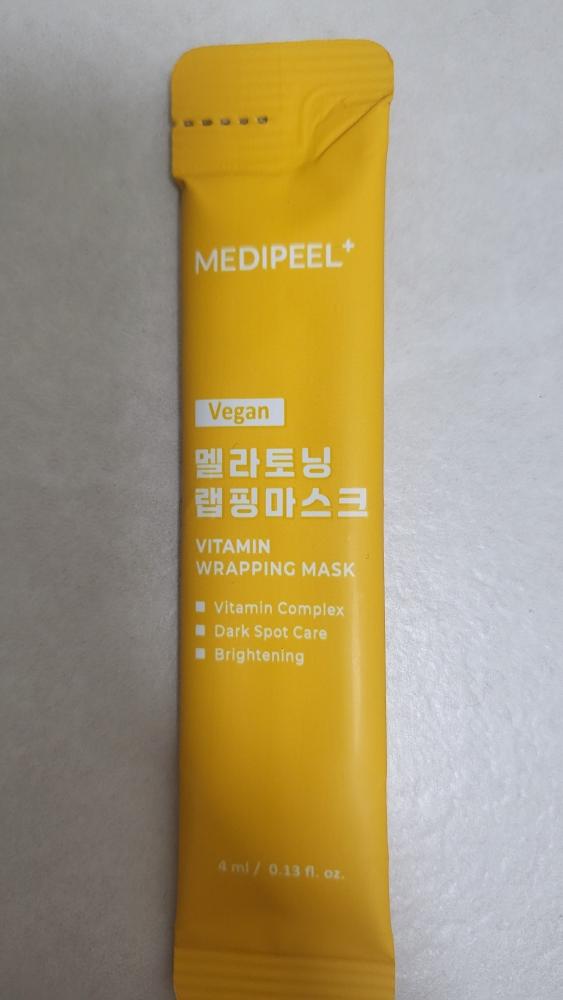 MEDIPEEL+
Vegan
멜라토닝
랩핑마스크
VITAMIN
WRAPPING MASK
■ Vitamin Complex
■ Dark Spot Care
■ Brightening
4 ml / 0.13 fl. oz.